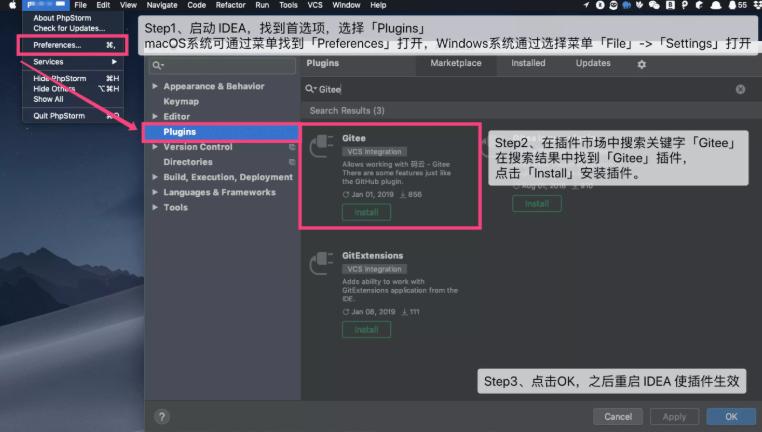 File Edit View Navigate Code Refactor Run Tools VCS Window Help 55
About PhpStorm
Check for Updates...
Preferences... ⌘,
Services
Hide PhpStorm ⌘H
Hide Others ⌥⌘H
Show All
Quit PhpStorm ⌘Q
Step1、启动 IDEA，找到首选项，选择「Plugins」
macOS系统可通过菜单找到「Preferences」打开，Windows系统通过选择菜单「File」->「Settings」打开
Appearance & Behavior
Keymap
Editor
Plugins
Version Control
Directories
Build, Execution, Deployment
Languages & Frameworks
Tools
Plugins Marketplace Installed Updates
Gitee
Search Results (3)
Gitee
VCS Integration
Allows working with 码云 - Gitee
There are some features just like
the GitHub plugin.
Jan 01, 2019 856
Install
Step2、在插件市场中搜索关键字「Gitee」
在搜索结果中找到「Gitee」插件，
点击「Install」安装插件。
Install
GitExtensions
VCS Integration
Adds ability to work with
GitExtensions application from the
IDE.
Jan 08, 2019 111
Install
Step3、点击OK，之后重启 IDEA 使插件生效
?
Cancel Apply OK